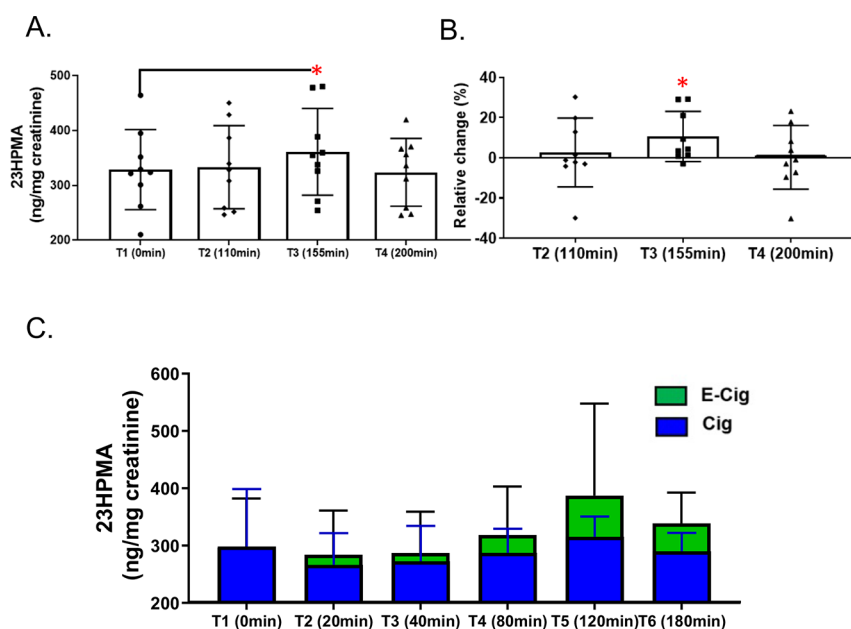 A.
23HPMA
(ng/mg creatinine)
500
400
300
200
*
T1 (0min) T2 (110min) T3 (155min) T4 (200min)
B.
Relative change (%)
40
20
0
-20
-40
*
T2 (110min) T3 (155min) T4 (200min)
C.
23HPMA
(ng/mg creatinine)
600
500
400
300
200
E-Cig
Cig
T1 (0min) T2 (20min) T3 (40min) T4 (80min) T5 (120min) T6 (180min)